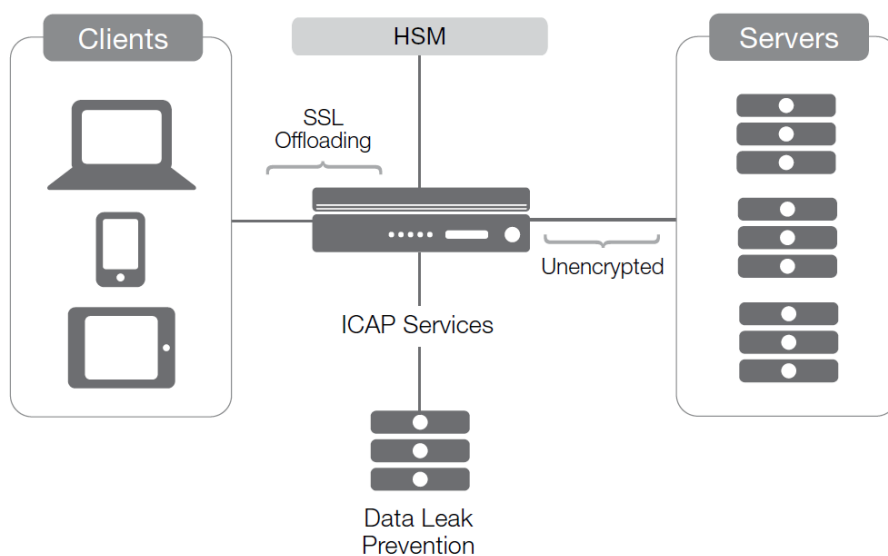 Clients
HSM
Servers
SSL
Offloading
Unencrypted
ICAP Services
Data Leak
Prevention